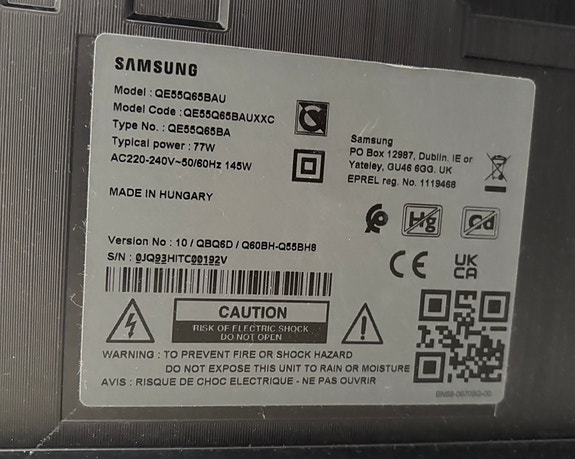 SAMSUNG
Model : QE55Q65BAU
Model Code : QE55Q65BAUXXC
Type No. : QE55Q65BA
Typical power : 77W
AC220-240V~50/60Hz 145W
MADE IN HUNGARY
Samsung
PO Box 12987, Dublin. IE or
Yateley, GU46 6GG. UK
EPREL reg. No. 1119468
Hg
Cd
Version No : 10 / QBQ6D / Q60BH-Q55BH8
S/N : 0JQ93HITC00192V
CE
UK
CA
CAUTION
RISK OF ELECTRIC SHOCK
DO NOT OPEN
WARNING : TO PREVENT FIRE OR SHOCK HAZARD
DO NOT EXPOSE THIS UNIT TO RAIN OR MOISTURE
AVIS : RISQUE DE CHOC ELECTRIQUE - NE PAS OUVRIR